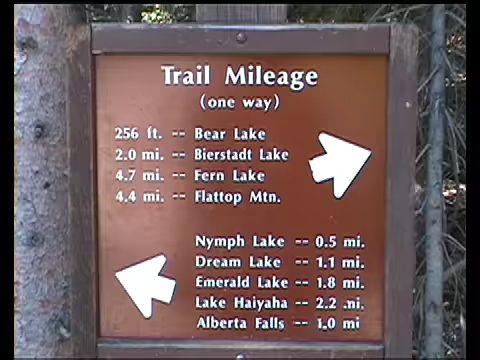 Trail Mileage
(one way)
256 ft. -- Bear Lake
2.0 mi. -- Bierstadt Lake
4.7 mi. -- Fern Lake
4.4 mi. -- Flattop Mtn.
Nymph Lake -- 0.5 mi.
Dream Lake -- 1.1 mi.
Emerald Lake -- 1.8 mi.
Lake Haiyaha -- 2.2 mi.
Alberta Falls -- 1.0 mi